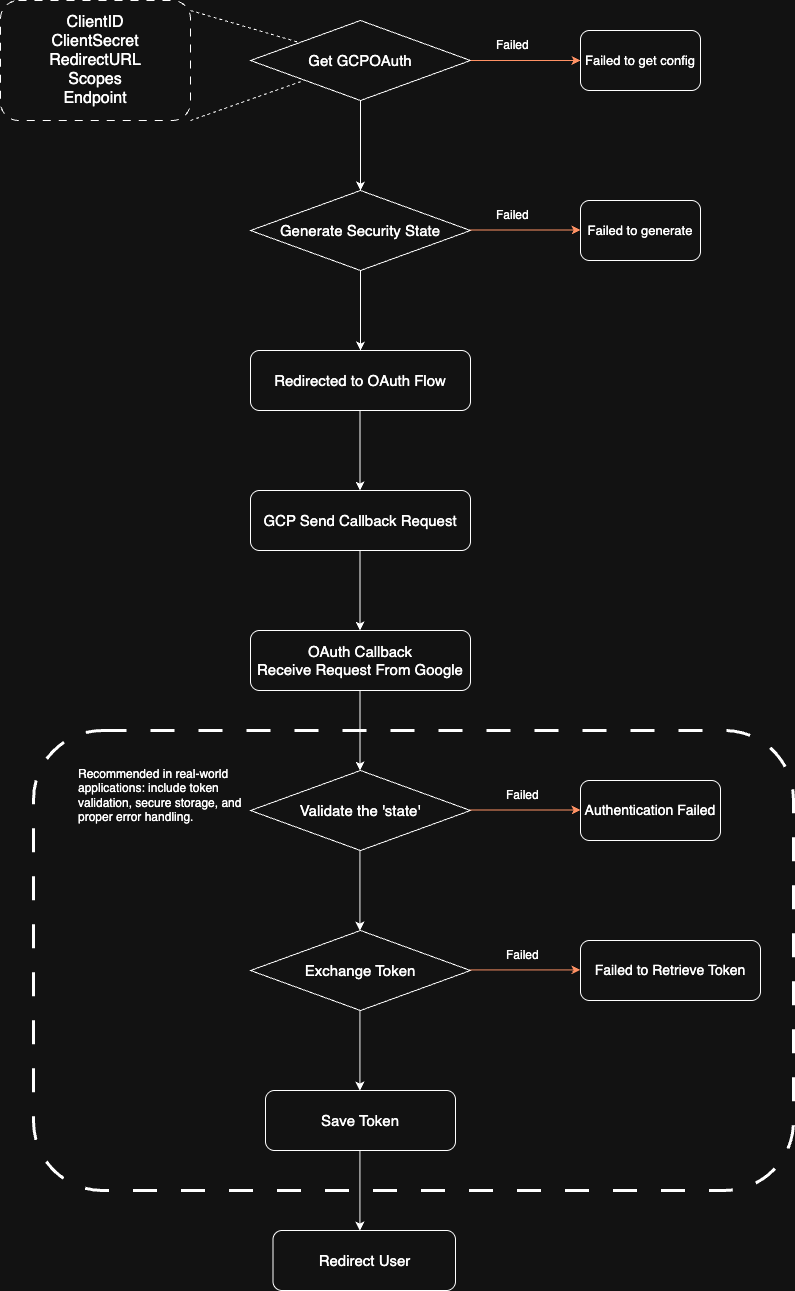 ClientID
ClientSecret
RedirectURL
Scopes
Endpoint
Get GCPOAuth
Failed
Failed to get config
Generate Security State
Failed
Failed to generate
Redirected to OAuth Flow
GCP Send Callback Request
OAuth Callback
Receive Request From Google
Recommended in real-world
applications: include token
validation, secure storage, and
proper error handling.
Validate the 'state'
Failed
Authentication Failed
Exchange Token
Failed
Failed to Retrieve Token
Save Token
Redirect User